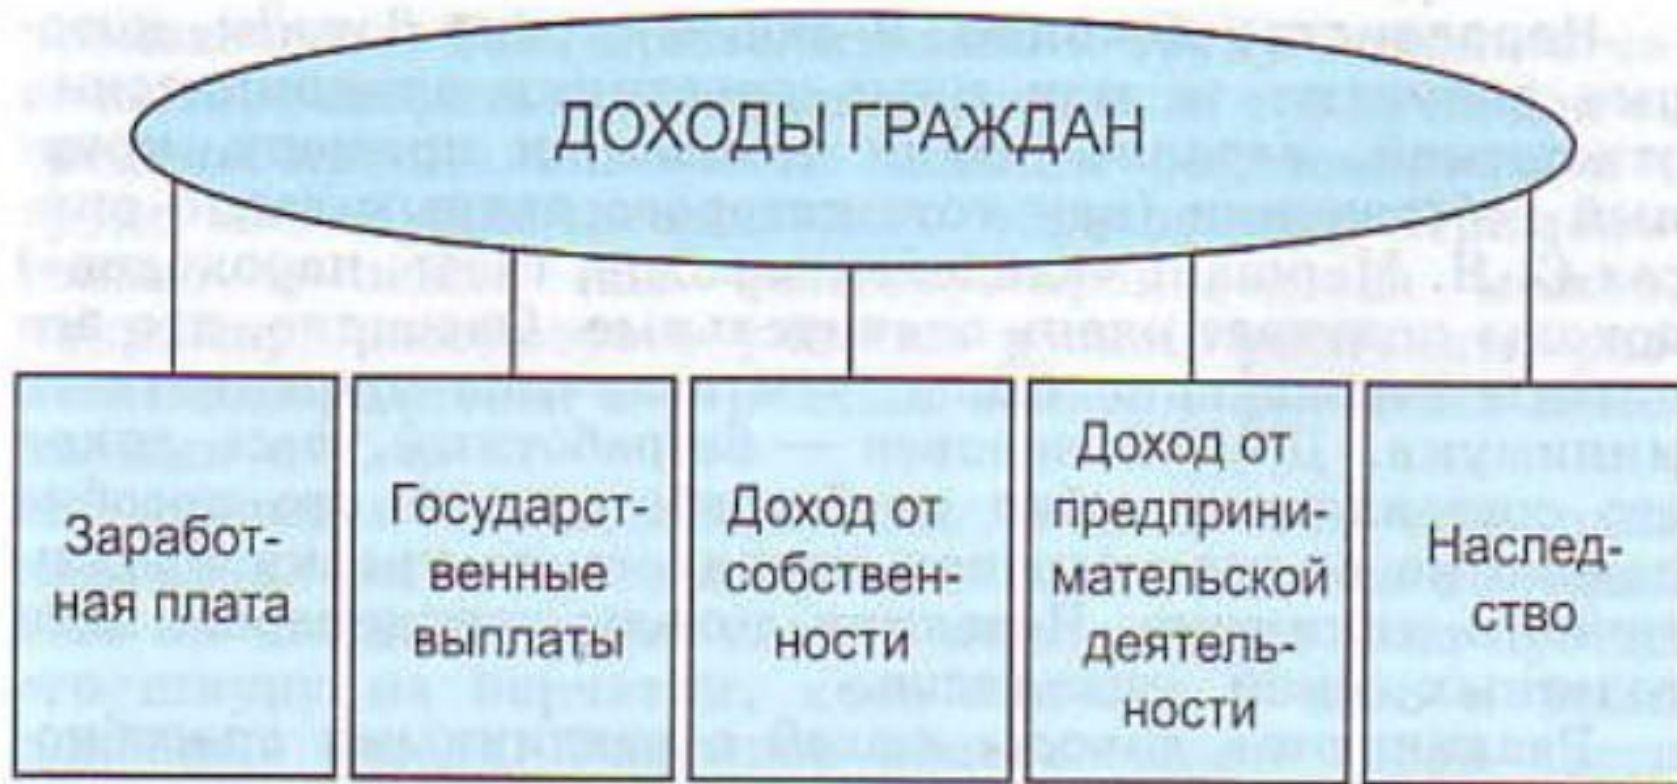 ДОХОДЫ ГРАЖДАН
Заработ-
ная плата
Государст-
венные
выплаты
Доход от
собствен-
ности
Доход от
предприни-
мательской
деятель-
ности
Наслед-
ство